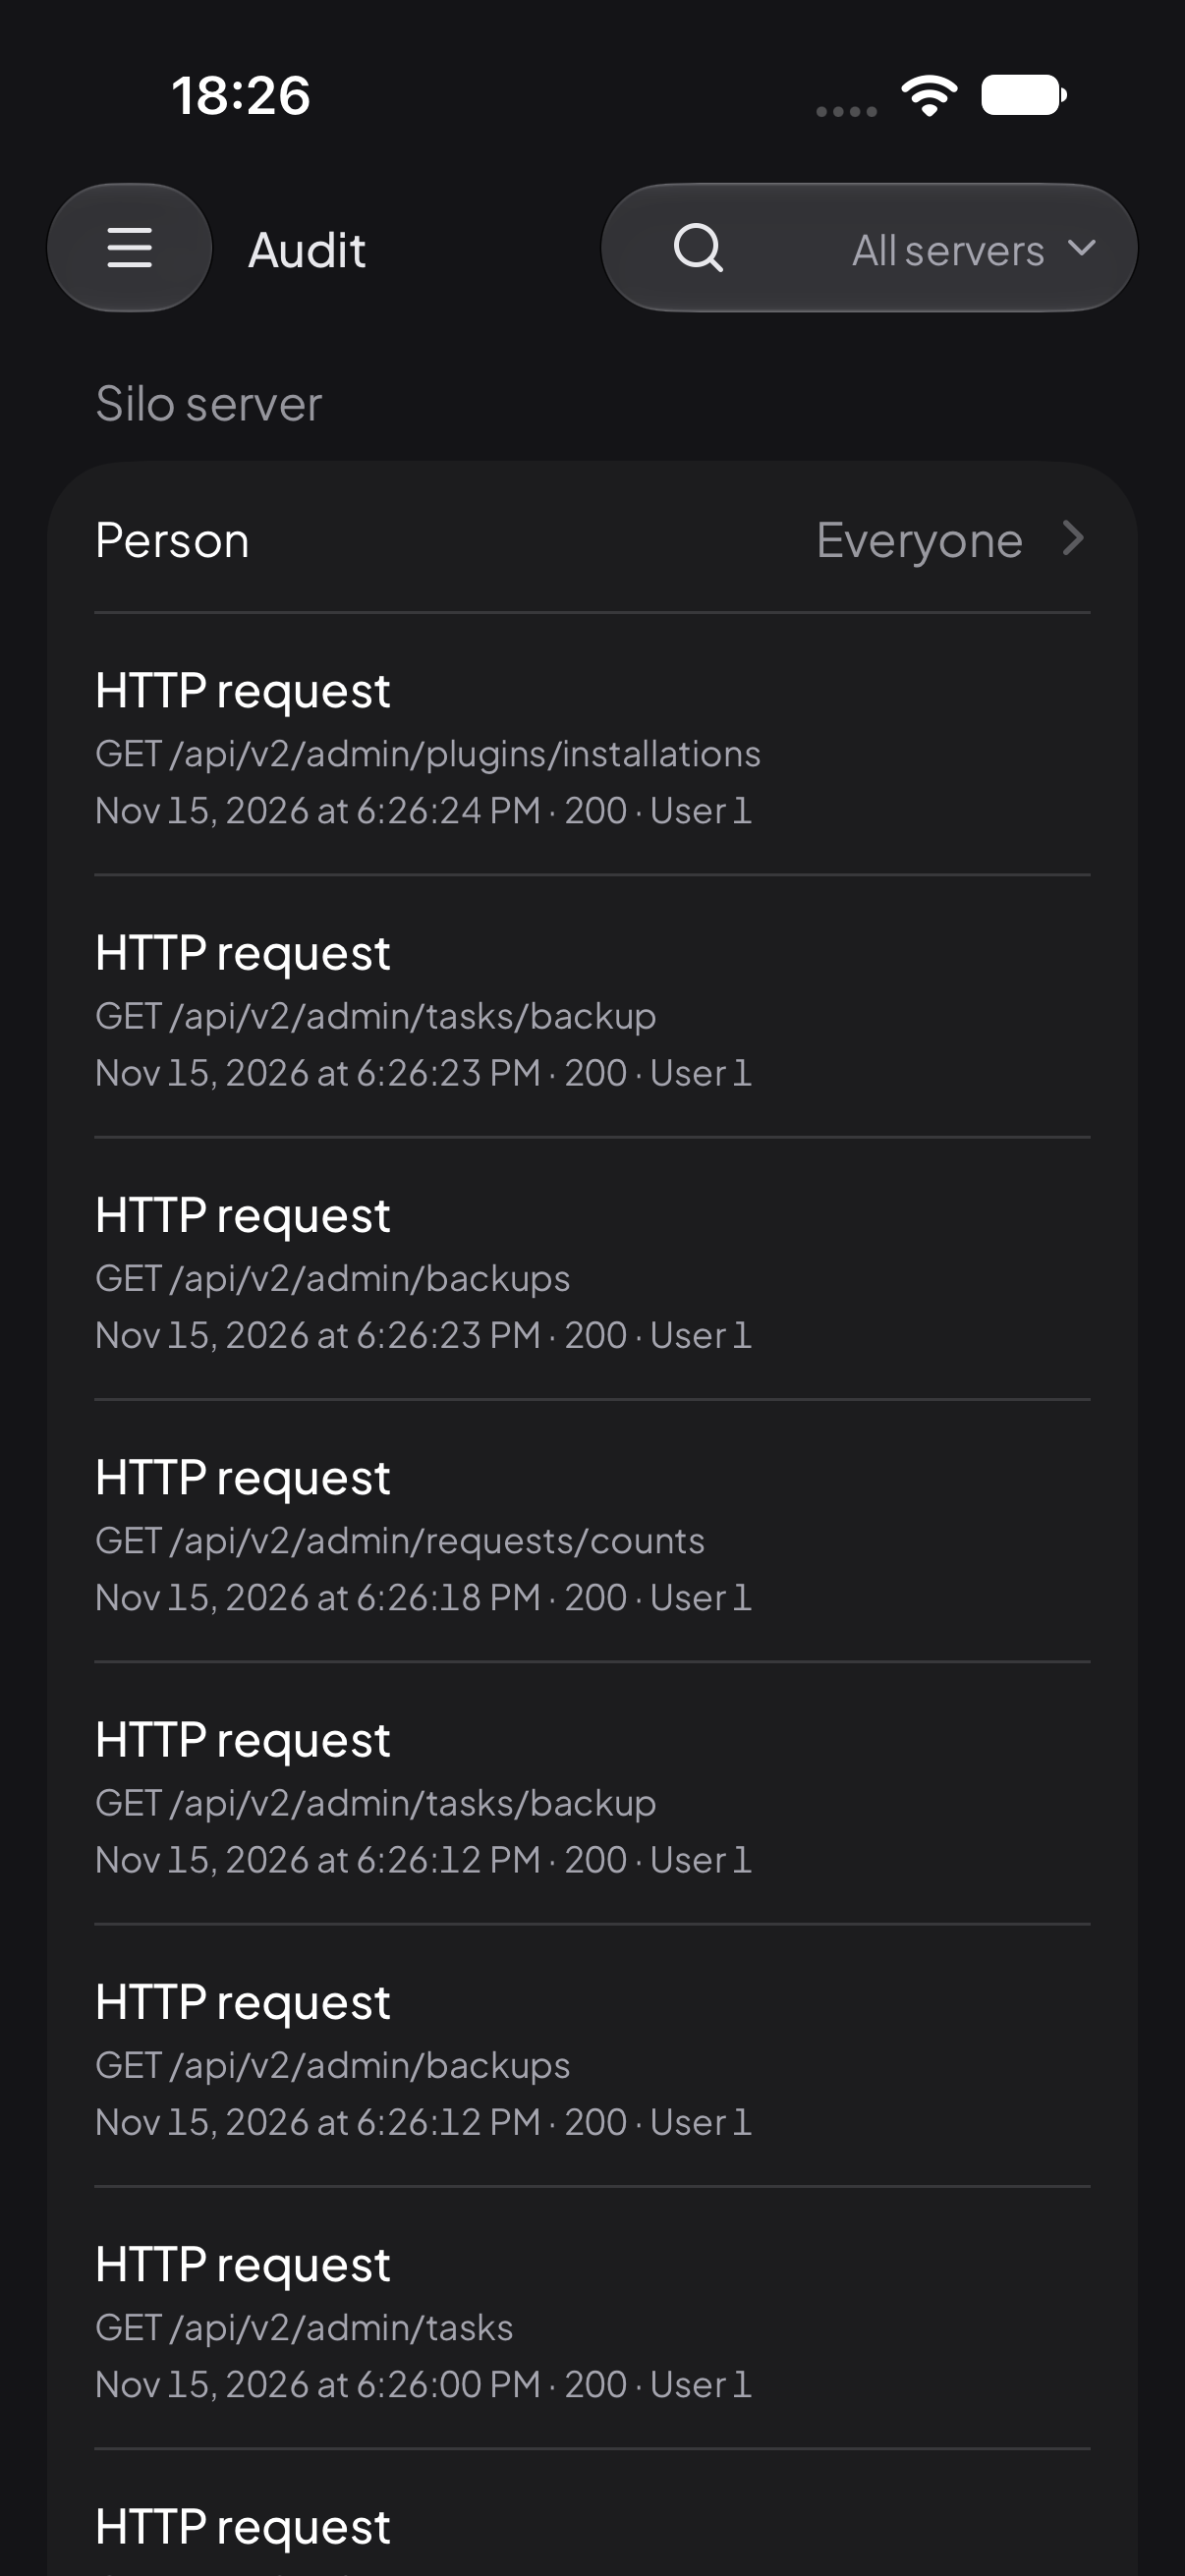 18:26
Audit
All servers
Silo server
Person
Everyone
HTTP request
GET /api/v2/admin/plugins/installations
Nov 15, 2026 at 6:26:24 PM · 200 · User 1
HTTP request
GET /api/v2/admin/tasks/backup
Nov 15, 2026 at 6:26:23 PM · 200 · User 1
HTTP request
GET /api/v2/admin/backups
Nov 15, 2026 at 6:26:23 PM · 200 · User 1
HTTP request
GET /api/v2/admin/requests/counts
Nov 15, 2026 at 6:26:18 PM · 200 · User 1
HTTP request
GET /api/v2/admin/tasks/backup
Nov 15, 2026 at 6:26:12 PM · 200 · User 1
HTTP request
GET /api/v2/admin/backups
Nov 15, 2026 at 6:26:12 PM · 200 · User 1
HTTP request
GET /api/v2/admin/tasks
Nov 15, 2026 at 6:26:00 PM · 200 · User 1
HTTP request